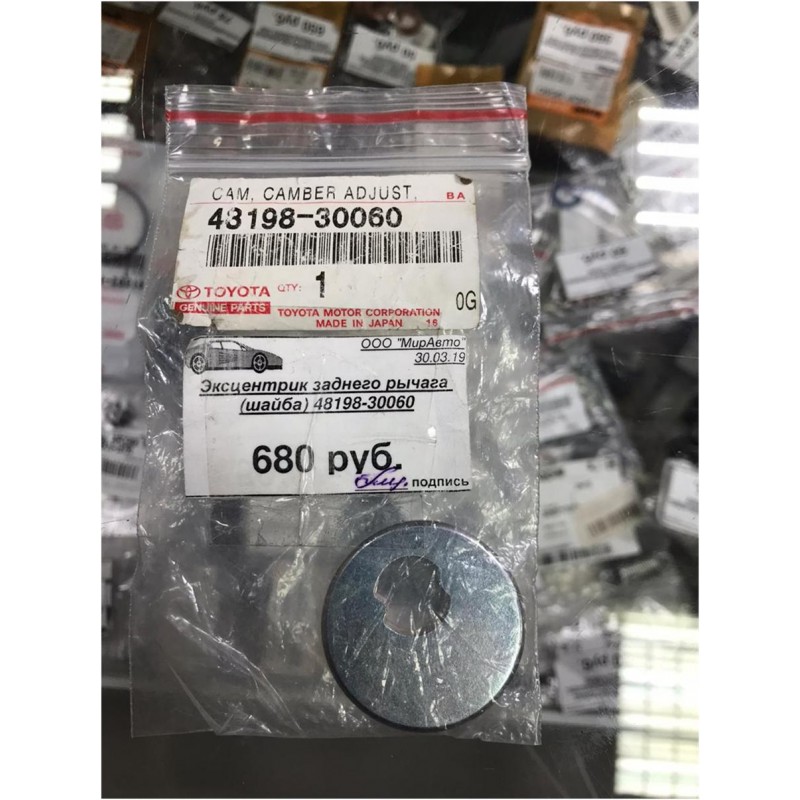 CAM, CAMBER ADJUST, BA
48198-30060
TOYOTA QTY: 1
GENUINE PARTS TOYOTA MOTOR CORPORATION 0G
MADE IN JAPAN 16
ООО "МирАвто"
30.03.19
Эксцентрик заднего рычага
(шайба) 48198-30060
680 руб.
подпись